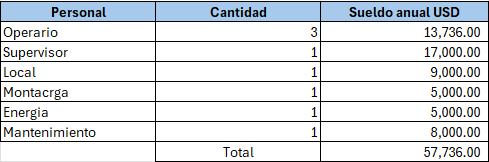 Personal Cantidad Sueldo anual USD
Operario 3 13,736.00
Supervisor 1 17,000.00
Local 1 9,000.00
Montacrga 1 5,000.00
Energia 1 5,000.00
Mantenimiento 1 8,000.00
Total 57,736.00